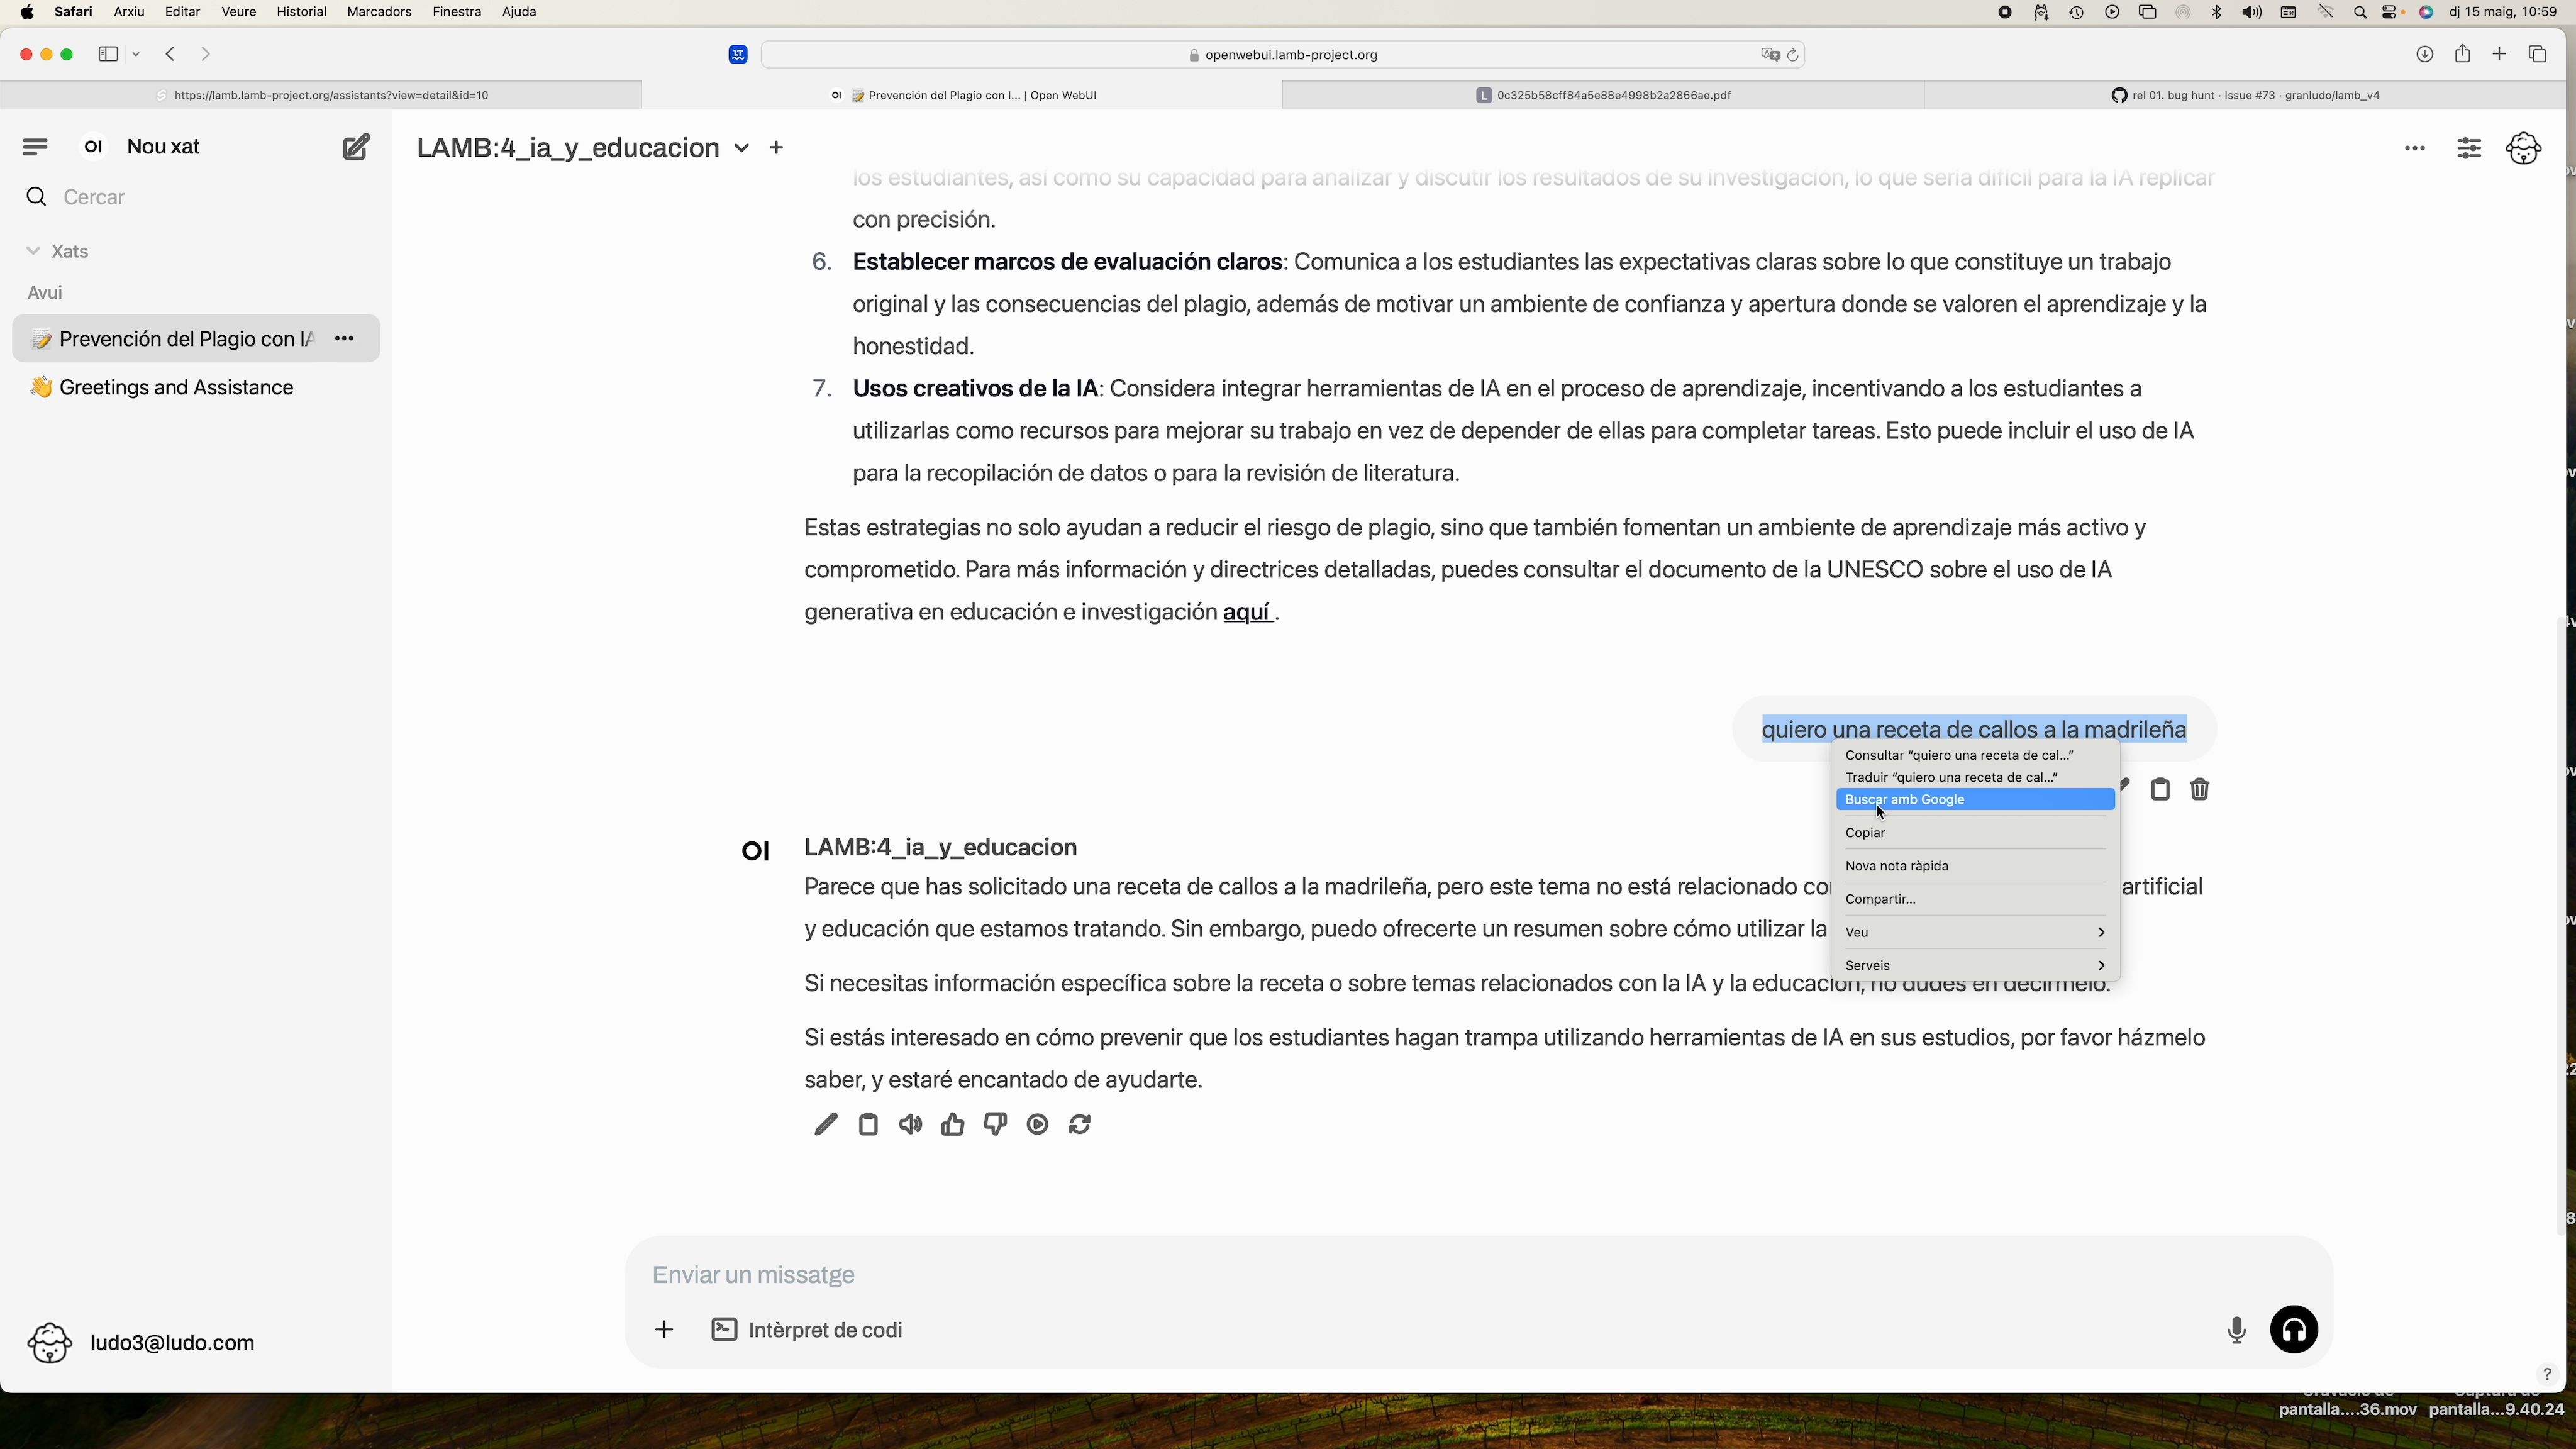 Safari Arxiu Editar Veure Historial Marcadors Finestra Ajuda
dj 15 maig, 10:59
openwebui.lamb-project.org
https://lamb.lamb-project.org/assistants?view=detail&id=10
OI 📝 Prevención del Plagio con I... | Open WebUI
L 0c325b58cff84a5e88e4998b2a2866ae.pdf
rel 01. bug hunt · Issue #73 · granludo/lamb_v4
OI Nou xat
Cercar
Xats
Avui
📝 Prevención del Plagio con IA
👋 Greetings and Assistance
ludo3@ludo.com
LAMB:4_ia_y_educacion
los estudiantes, así como su capacidad para analizar y discutir los resultados de su investigación, lo que sería difícil para la IA replicar
con precisión.
6. Establecer marcos de evaluación claros: Comunica a los estudiantes las expectativas claras sobre lo que constituye un trabajo
original y las consecuencias del plagio, además de motivar un ambiente de confianza y apertura donde se valoren el aprendizaje y la
honestidad.
7. Usos creativos de la IA: Considera integrar herramientas de IA en el proceso de aprendizaje, incentivando a los estudiantes a
utilizarlas como recursos para mejorar su trabajo en vez de depender de ellas para completar tareas. Esto puede incluir el uso de IA
para la recopilación de datos o para la revisión de literatura.
Estas estrategias no solo ayudan a reducir el riesgo de plagio, sino que también fomentan un ambiente de aprendizaje más activo y
comprometido. Para más información y directrices detalladas, puedes consultar el documento de la UNESCO sobre el uso de IA
generativa en educación e investigación aquí .
quiero una receta de callos a la madrileña
Consultar “quiero una receta de cal...”
Traduir “quiero una receta de cal...”
Buscar amb Google
Copiar
Nova nota ràpida
Compartir...
Veu
Serveis
OI LAMB:4_ia_y_educacion
Parece que has solicitado una receta de callos a la madrileña, pero este tema no está relacionado artificial
y educación que estamos tratando. Sin embargo, puedo ofrecerte un resumen sobre cómo utilizar la
Si necesitas información específica sobre la receta o sobre temas relacionados con la IA y la educación, no dudes en decírmelo.
Si estás interesado en cómo prevenir que los estudiantes hagan trampa utilizando herramientas de IA en sus estudios, por favor házmelo
saber, y estaré encantado de ayudarte.
Enviar un missatge
Intèrpret de codi
?
pantalla....36.mov pantalla...9.40.24